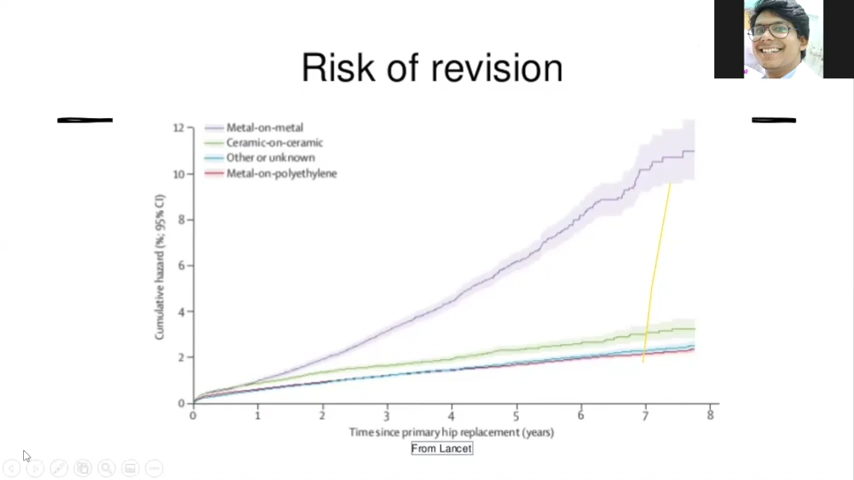 Risk of revision
Metal-on-metal
Ceramic-on-ceramic
Other or unknown
Metal-on-polyethylene
12
10
8
6
4
2
0
Cumulative hazard (%; 95% CI)
0 1 2 3 4 5 6 7 8
Time since primary hip replacement (years)
From Lancet